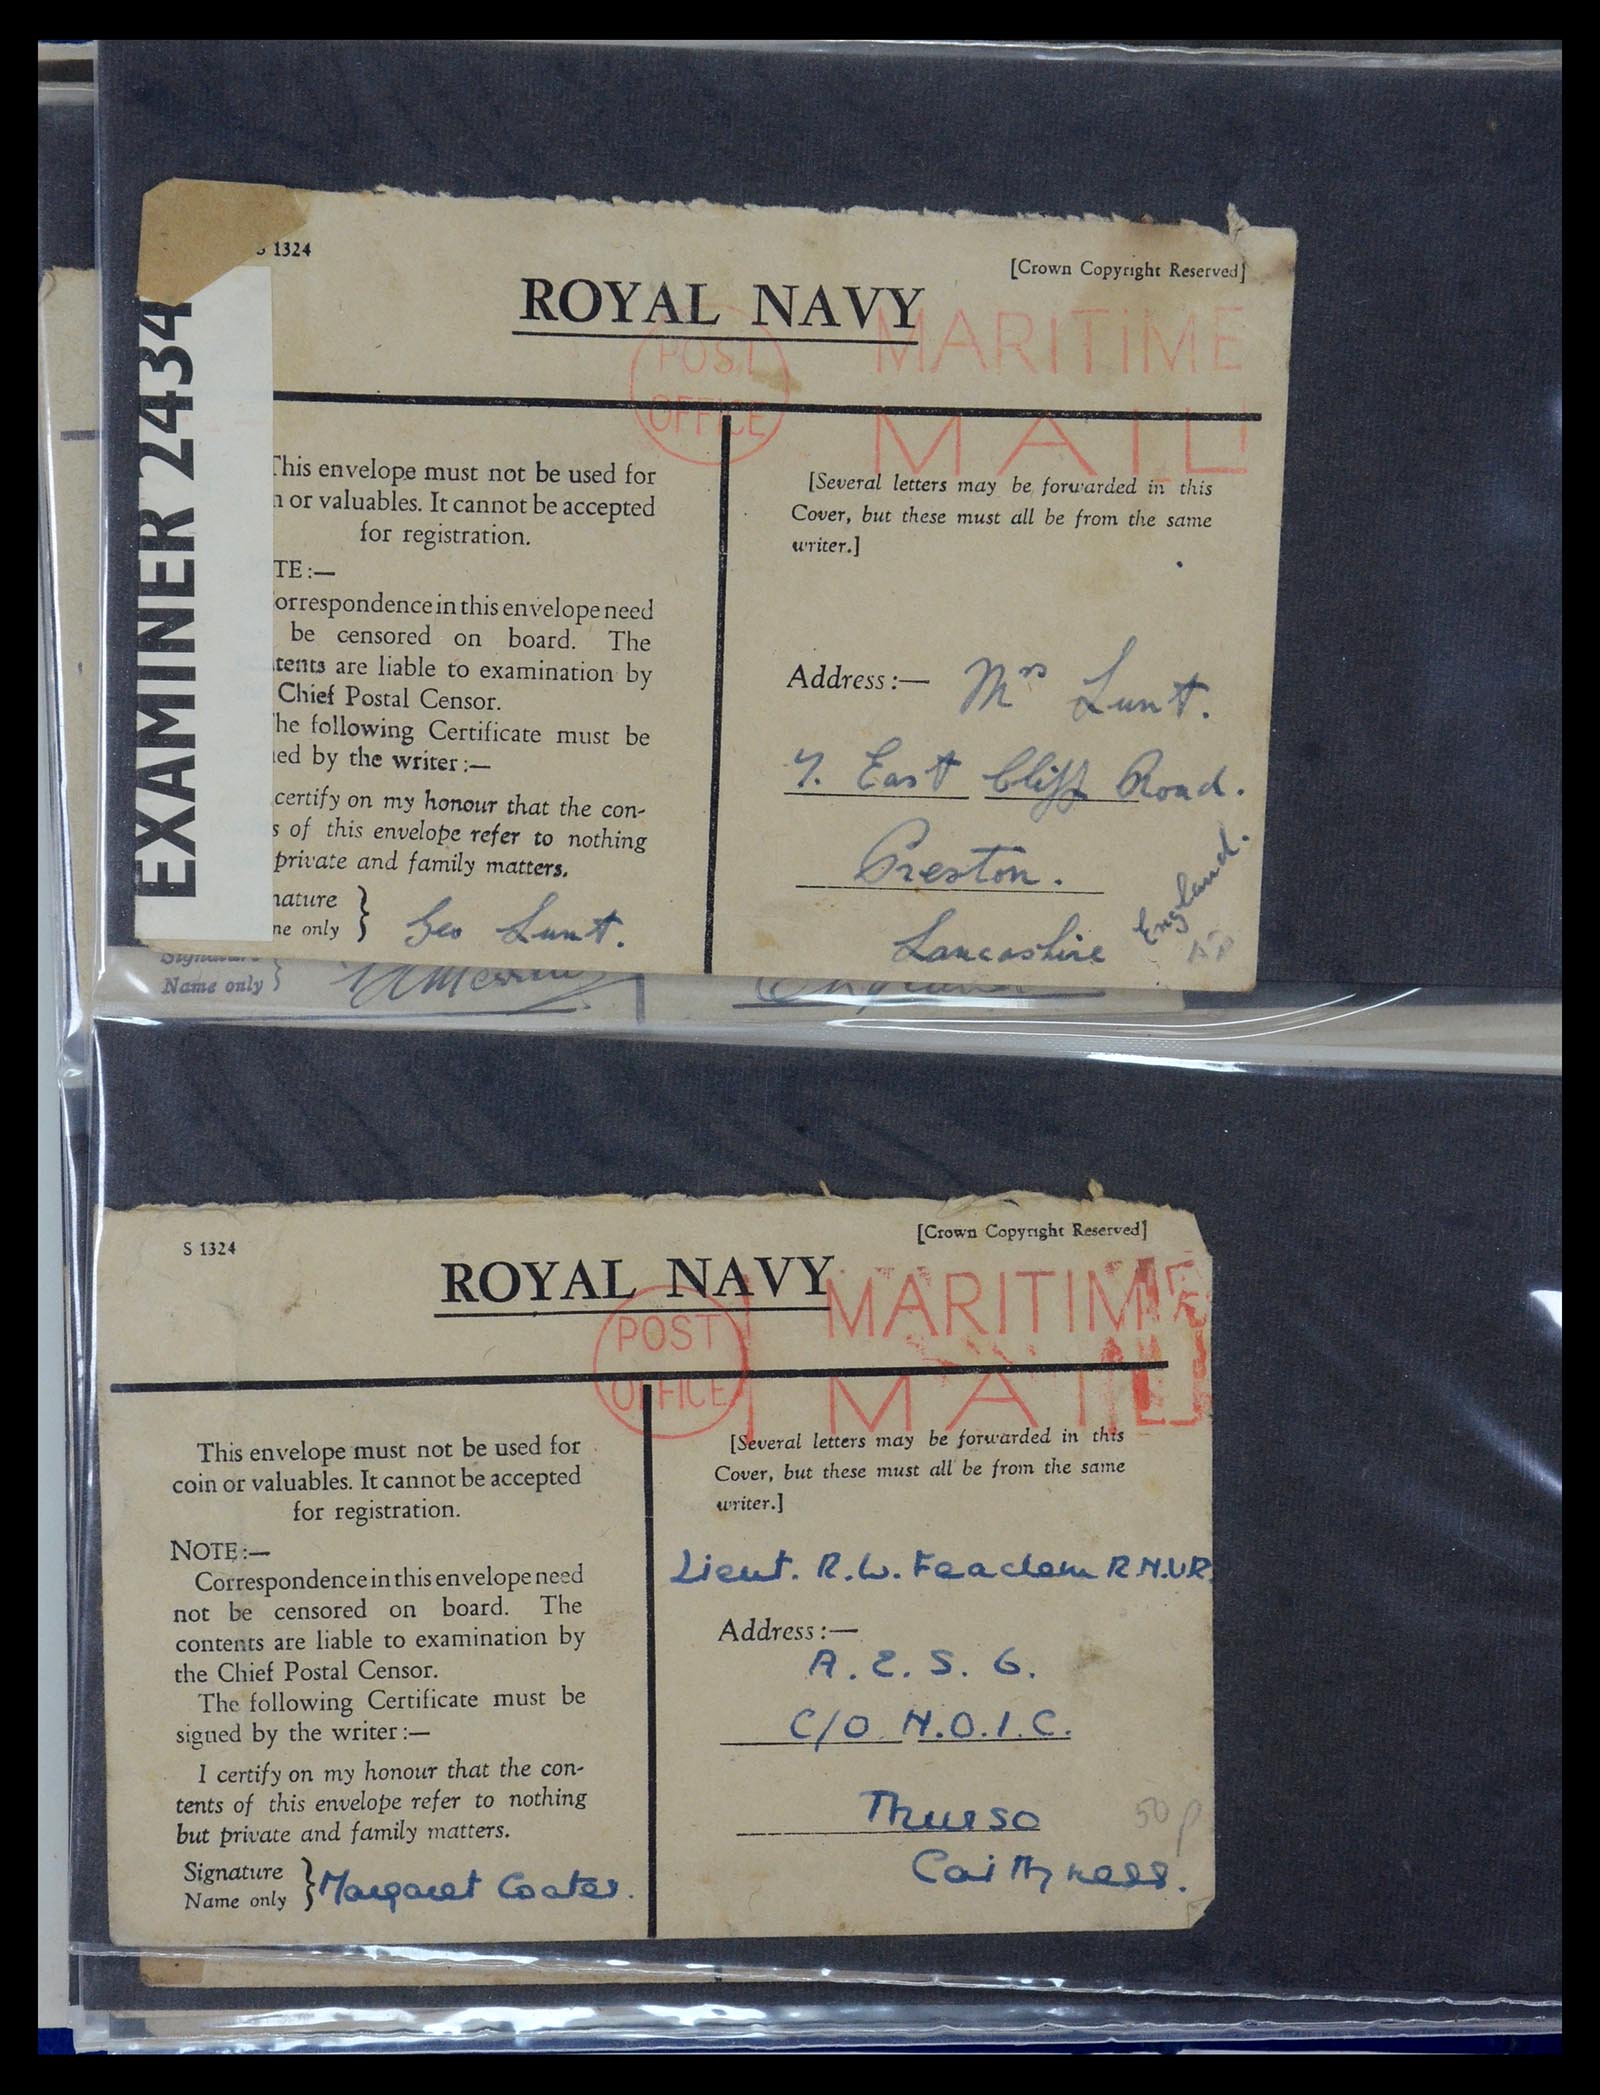 S 1324
[Crown Copyright Reserved]
ROYAL NAVY
POST
OFFICE
MARITIME
MAIL
EXAMINER 2434
This envelope must not be used for
or valuables. It cannot be accepted
for registration.
TE:—
orrespondence in this envelope need
be censored on board. The
tents are liable to examination by
Chief Postal Censor.
he following Certificate must be
ed by the writer:—
certify on my honour that the con-
s of this envelope refer to nothing
private and family matters.
nature
ne only } Geo Lunt.
[Several letters may be forwarded in this
Cover, but these must all be from the same
writer.]
Address:— Mrs Lunt.
7. East Cliff Road.
Preston.
Lancashire
England.
Signature
Name only }
England
S 1324
[Crown Copyright Reserved]
ROYAL NAVY
POST
OFFICE
MARITIME
MAIL
This envelope must not be used for
coin or valuables. It cannot be accepted
for registration.
NOTE:—
Correspondence in this envelope need
not be censored on board. The
contents are liable to examination by
the Chief Postal Censor.
The following Certificate must be
signed by the writer:—
I certify on my honour that the con-
tents of this envelope refer to nothing
but private and family matters.
Signature
Name only } Margaret Coates.
[Several letters may be forwarded in this
Cover, but these must all be from the same
writer.]
Lieut. R.W. Feachem R.N.V.R.
Address:—
A.E.S.G.
C/O N.O.I.C.
Thurso
Caithness.
50p